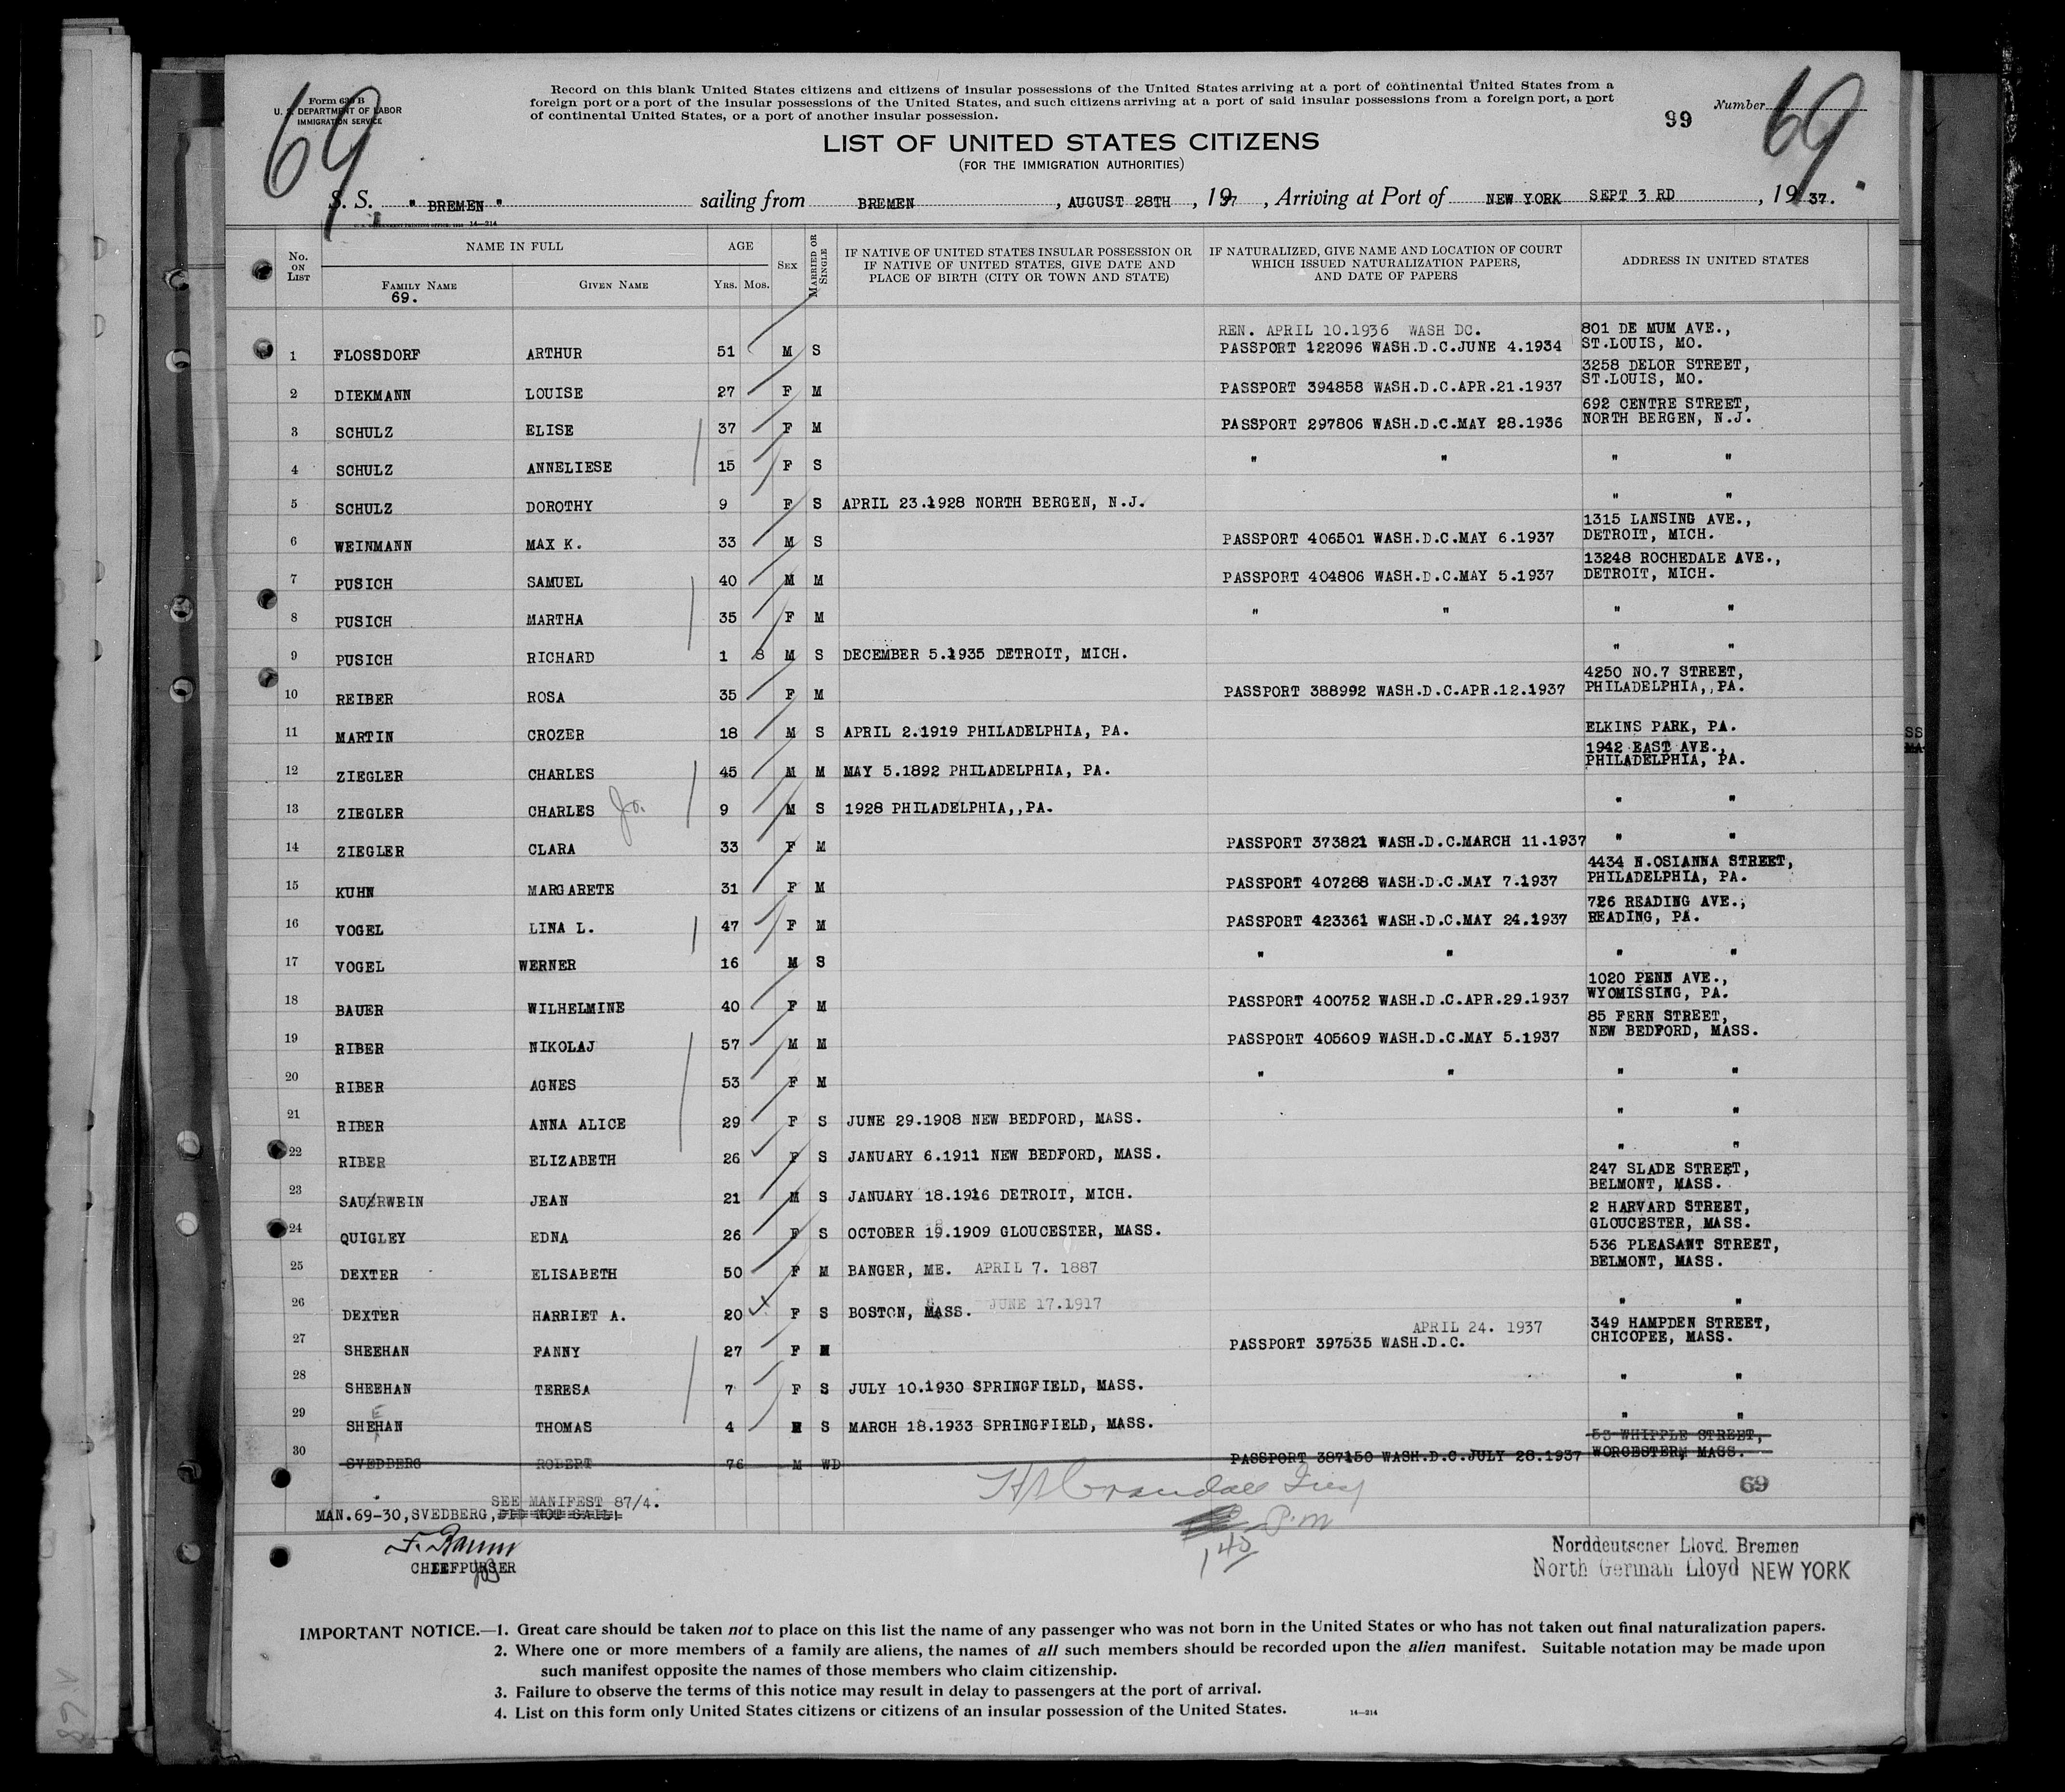 69
69.
Form 630 B
U. S. DEPARTMENT OF LABOR
IMMIGRATION SERVICE
Record on this blank United States citizens and citizens of insular possessions of the United States arriving at a port of continental United States from a
foreign port or a port of the insular possessions of the United States, and such citizens arriving at a port of said insular possessions from a foreign port, a port
of continental United States, or a port of another insular possession.
99 Number
LIST OF UNITED STATES CITIZENS
(FOR THE IMMIGRATION AUTHORITIES)
S. S. " BREMEN " sailing from BREMEN , AUGUST 28TH , 1937 , Arriving at Port of NEW YORK SEPT 3 RD , 1937.
14—214
No. ON LIST NAME IN FULL AGE SEX MARRIED OR SINGLE IF NATIVE OF UNITED STATES INSULAR POSSESSION OR IF NATIVE OF UNITED STATES, GIVE DATE AND PLACE OF BIRTH (CITY OR TOWN AND STATE) IF NATURALIZED, GIVE NAME AND LOCATION OF COURT WHICH ISSUED NATURALIZATION PAPERS, AND DATE OF PAPERS ADDRESS IN UNITED STATES
FAMILY NAME GIVEN NAME YRS. MOS.
69.
REN. APRIL 10.1936 WASH DC. 801 DE MUM AVE.,
1 FLOSSDORF ARTHUR 51 M S PASSPORT 122096 WASH.D.C.JUNE 4.1934 ST.LOUIS, MO.
3258 DELOR STREET,
2 DIEKMANN LOUISE 27 F M PASSPORT 394858 WASH.D.C.APR.21.1937 ST.LOUIS, MO.
692 CENTRE STREET,
3 SCHULZ ELISE 37 F M PASSPORT 297806 WASH.D.C.MAY 28.1936 NORTH BERGEN, N.J.
4 SCHULZ ANNELIESE 15 F S " " " "
5 SCHULZ DOROTHY 9 F S APRIL 23.1928 NORTH BERGEN, N.J. " "
1315 LANSING AVE.,
6 WEINMANN MAX K. 33 M S PASSPORT 406501 WASH.D.C.MAY 6.1937 DETROIT, MICH.
13248 ROCHEDALE AVE.,
7 PUSICH SAMUEL 40 M M PASSPORT 404806 WASH.D.C.MAY 5.1937 DETROIT, MICH.
8 PUSICH MARTHA 35 F M " " " "
9 PUSICH RICHARD 1 8 M S DECEMBER 5.1935 DETROIT, MICH. " "
4250 NO.7 STREET,
10 REIBER ROSA 35 F M PASSPORT 388992 WASH.D.C.APR.12.1937 PHILADELPHIA,,PA.
11 MARTIN CROZER 18 M S APRIL 2.1919 PHILADELPHIA, PA. ELKINS PARK, PA.
1942 EAST AVE.,
12 ZIEGLER CHARLES 45 M M MAY 5.1892 PHILADELPHIA, PA. PHILADELPHIA, PA.
13 ZIEGLER CHARLES Jr. 9 M S 1928 PHILADELPHIA,,PA. " "
14 ZIEGLER CLARA 33 F M PASSPORT 373821 WASH.D.C.MARCH 11.1937 " "
4434 N.OSIANNA STREET,
15 KUHN MARGARETE 31 F M PASSPORT 407268 WASH.D.C.MAY 7.1937 PHILADELPHIA, PA.
726 READING AVE.,
16 VOGEL LINA L. 47 F M PASSPORT 423361 WASH.D.C.MAY 24.1937 READING, PA.
17 VOGEL WERNER 16 M S " " " "
1020 PENN AVE.,
18 BAUER WILHELMINE 40 F M PASSPORT 400752 WASH.D.C.APR.29.1937 WYOMISSING, PA.
85 FERN STREET,
19 RIBER NIKOLAJ 57 M M PASSPORT 405609 WASH.D.C.MAY 5.1937 NEW BEDFORD, MASS.
20 RIBER AGNES 53 F M " " " "
21 RIBER ANNA ALICE 29 F S JUNE 29.1908 NEW BEDFORD, MASS. " "
22 RIBER ELIZABETH 26 F S JANUARY 6.1911 NEW BEDFORD, MASS. " "
247 SLADE STREET,
23 SAUERWEIN JEAN 21 M S JANUARY 18.1916 DETROIT, MICH. BELMONT, MASS.
2 HARVARD STREET,
24 QUIGLEY EDNA 26 F S OCTOBER 19.1909 GLOUCESTER, MASS. GLOUCESTER, MASS.
536 PLEASANT STREET,
25 DEXTER ELISABETH 50 F M BANGER, ME. APRIL 7. 1887 BELMONT, MASS.
26 DEXTER HARRIET A. 20 F S BOSTON, MASS. JUNE 17.1917 " "
APRIL 24. 1937 349 HAMPDEN STREET,
27 SHEEHAN FANNY 27 F M PASSPORT 397535 WASH.D.C. CHICOPEE, MASS.
28 SHEEHAN TERESA 7 F S JULY 10.1930 SPRINGFIELD, MASS. " "
29 SHEHAN E THOMAS 4 M S MARCH 18.1933 SPRINGFIELD, MASS. " "
53 WHIPPLE STREET,
30 SVEDBERG ROBERT 76 M WD PASSPORT 387150 WASH.D.C.JULY 28.1937 WORCESTER, MASS.
69
SEE MANIFEST 87/4.
MAN.69-30,SVEDBERG,DID NOT SAIL!
P.M
145
CHIEFPURSER
Norddeutscher Lloyd. Bremen
North German Lloyd NEW YORK
IMPORTANT NOTICE.—1. Great care should be taken not to place on this list the name of any passenger who was not born in the United States or who has not taken out final naturalization papers.
2. Where one or more members of a family are aliens, the names of all such members should be recorded upon the alien manifest. Suitable notation may be made upon
such manifest opposite the names of those members who claim citizenship.
3. Failure to observe the terms of this notice may result in delay to passengers at the port of arrival.
4. List on this form only United States citizens or citizens of an insular possession of the United States. 14—214